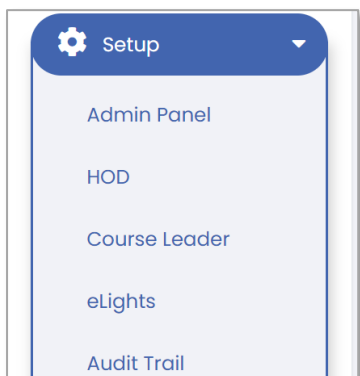 Setup
Admin Panel
HOD
Course Leader
eLights
Audit Trail